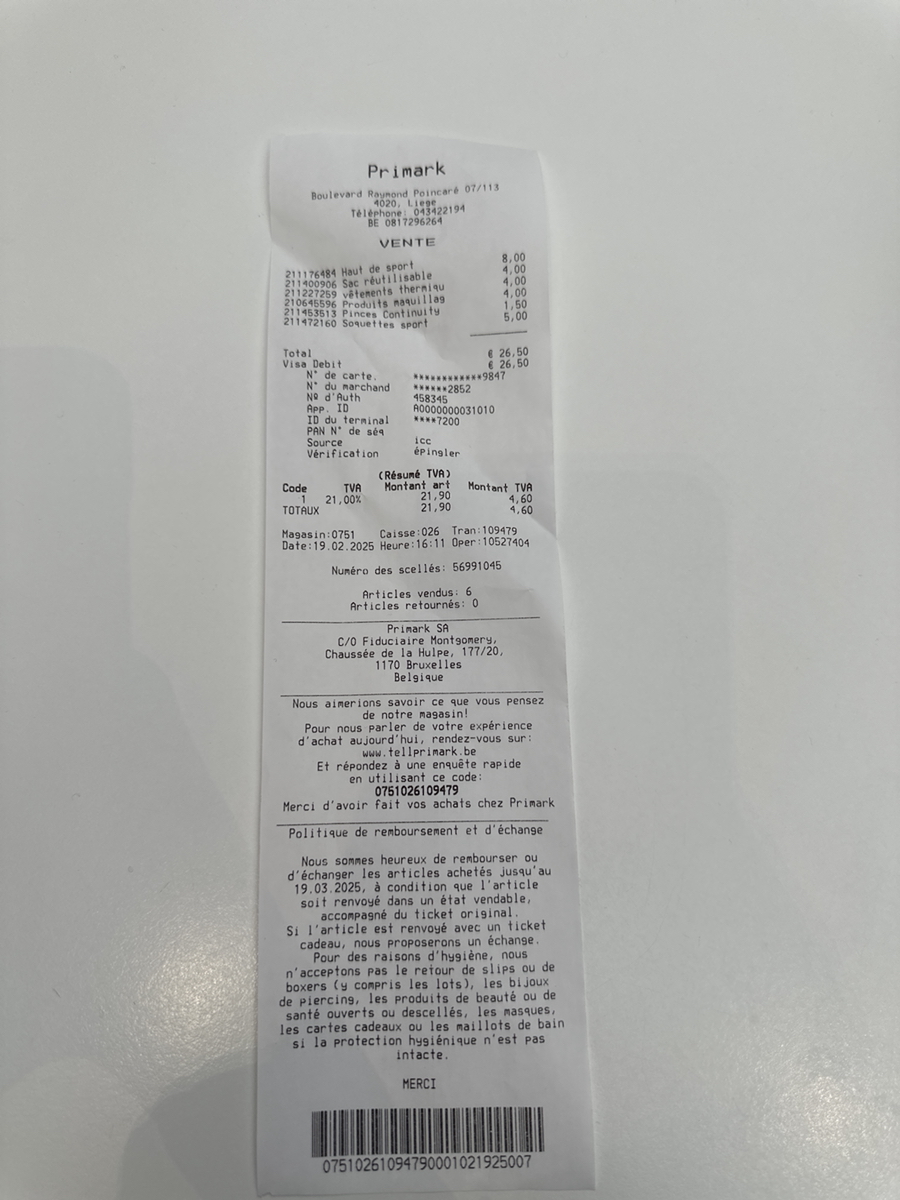 Primark
Boulevard Raymond Poincaré 07/113
4020, Liege
Téléphone: 043422194
BE 0817296264
VENTE
211176484 Haut de sport 8,00
211400906 Sac réutilisable 4,00
211227259 vêtements thermiqu 4,00
210645596 Produits maquillag 4,00
211453513 Pinces Continuity 1,50
211472160 Soquettes sport 5,00
Total € 26,50
Visa Debit € 26,50
N° de carte. ************9847
N° du marchand ******2852
Nº d'Auth 458345
App. ID A0000000031010
ID du terminal ****7200
PAN N° de séq
Source icc
Vérification épingler
(Résumé TVA)
Code TVA Montant art Montant TVA
1 21,00% 21,90 4,60
TOTAUX 21,90 4,60
Magasin:0751 Caisse:026 Tran:109479
Date:19.02.2025 Heure:16:11 Oper:10527404
Numéro des scellés: 56991045
Articles vendus: 6
Articles retournés: 0
Primark SA
C/O Fiduciaire Montgomery,
Chaussée de la Hulpe, 177/20,
1170 Bruxelles
Belgique
Nous aimerions savoir ce que vous pensez
de notre magasin!
Pour nous parler de votre expérience
d'achat aujourd'hui, rendez-vous sur:
www.tellprimark.be
Et répondez à une enquête rapide
en utilisant ce code:
0751026109479
Merci d'avoir fait vos achats chez Primark
Politique de remboursement et d'échange
Nous sommes heureux de rembourser ou
d'échanger les articles achetés jusqu'au
19.03.2025, à condition que l'article
soit renvoyé dans un état vendable,
accompagné du ticket original.
Si l'article est renvoyé avec un ticket
cadeau, nous proposerons un échange.
Pour des raisons d'hygiène, nous
n'acceptons pas le retour de slips ou de
boxers (y compris les lots), les bijoux
de piercing, les produits de beauté ou de
santé ouverts ou descellés, les masques,
les cartes cadeaux ou les maillots de bain
si la protection hygiénique n'est pas
intacte.
MERCI
07510261094790001021925007